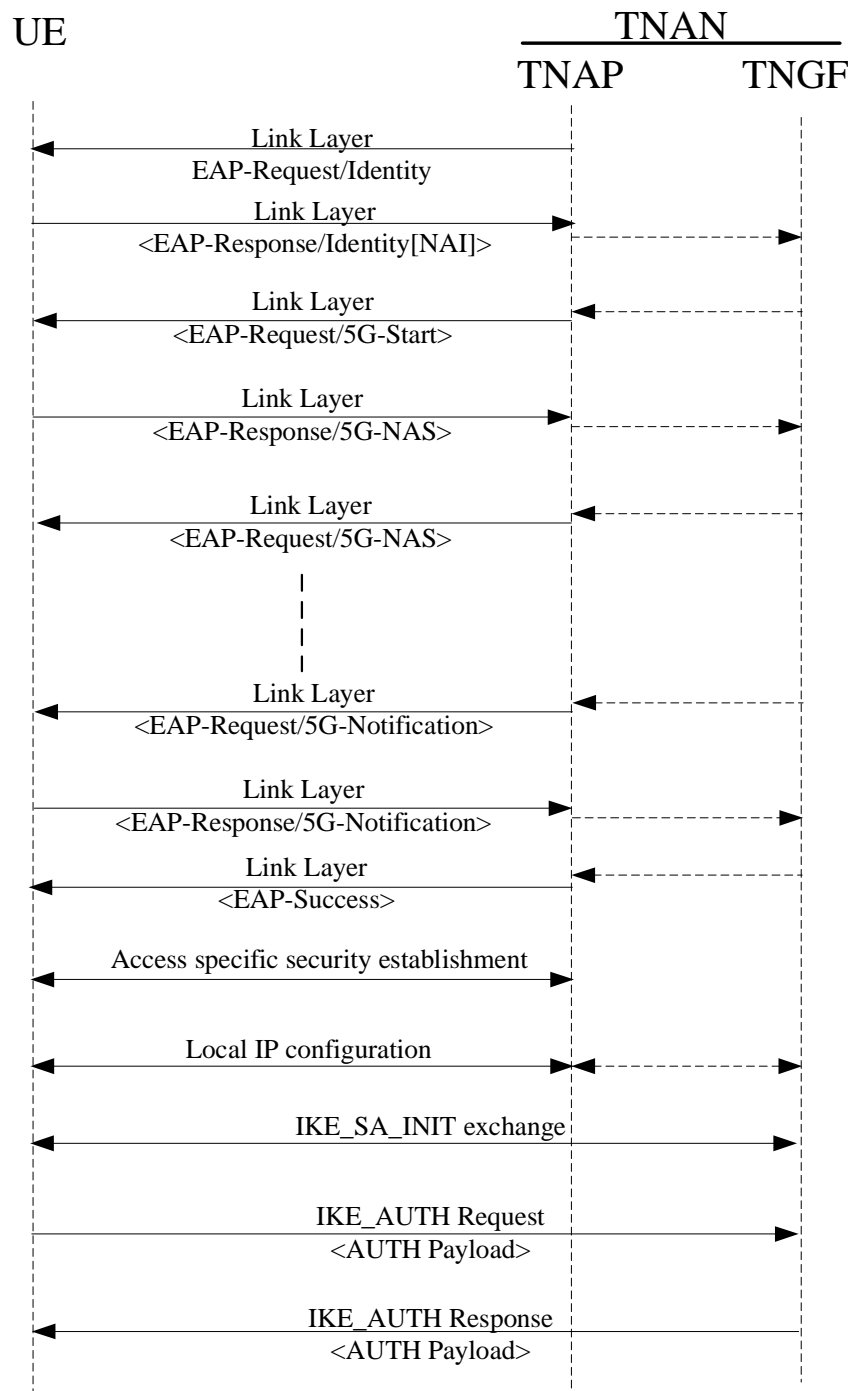 UE
TNAN
TNAP TNGF
Link Layer
EAP-Request/Identity
Link Layer
<EAP-Response/Identity[NAI]>
Link Layer
<EAP-Request/5G-Start>
Link Layer
<EAP-Response/5G-NAS>
Link Layer
<EAP-Request/5G-NAS>
Link Layer
<EAP-Request/5G-Notification>
Link Layer
<EAP-Response/5G-Notification>
Link Layer
<EAP-Success>
Access specific security establishment
Local IP configuration
IKE_SA_INIT exchange
IKE_AUTH Request
<AUTH Payload>
IKE_AUTH Response
<AUTH Payload>